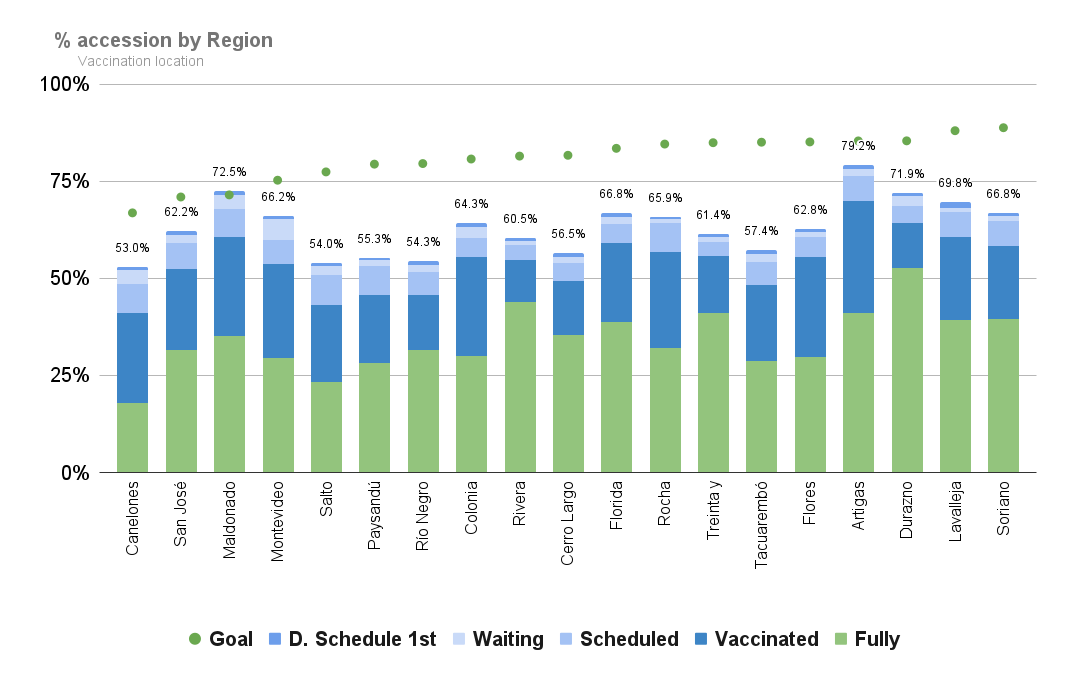 % accession by Region
Vaccination location
100%
75%
50%
25%
0%
53.0%
62.2%
72.5%
66.2%
54.0%
55.3%
54.3%
64.3%
60.5%
56.5%
66.8%
65.9%
61.4%
57.4%
62.8%
79.2%
71.9%
69.8%
66.8%
Canelones
San José
Maldonado
Montevideo
Salto
Paysandú
Río Negro
Colonia
Rivera
Cerro Largo
Florida
Rocha
Treinta y
Tacuarembó
Flores
Artigas
Durazno
Lavalleja
Soriano
Goal D. Schedule 1st Waiting Scheduled Vaccinated Fully